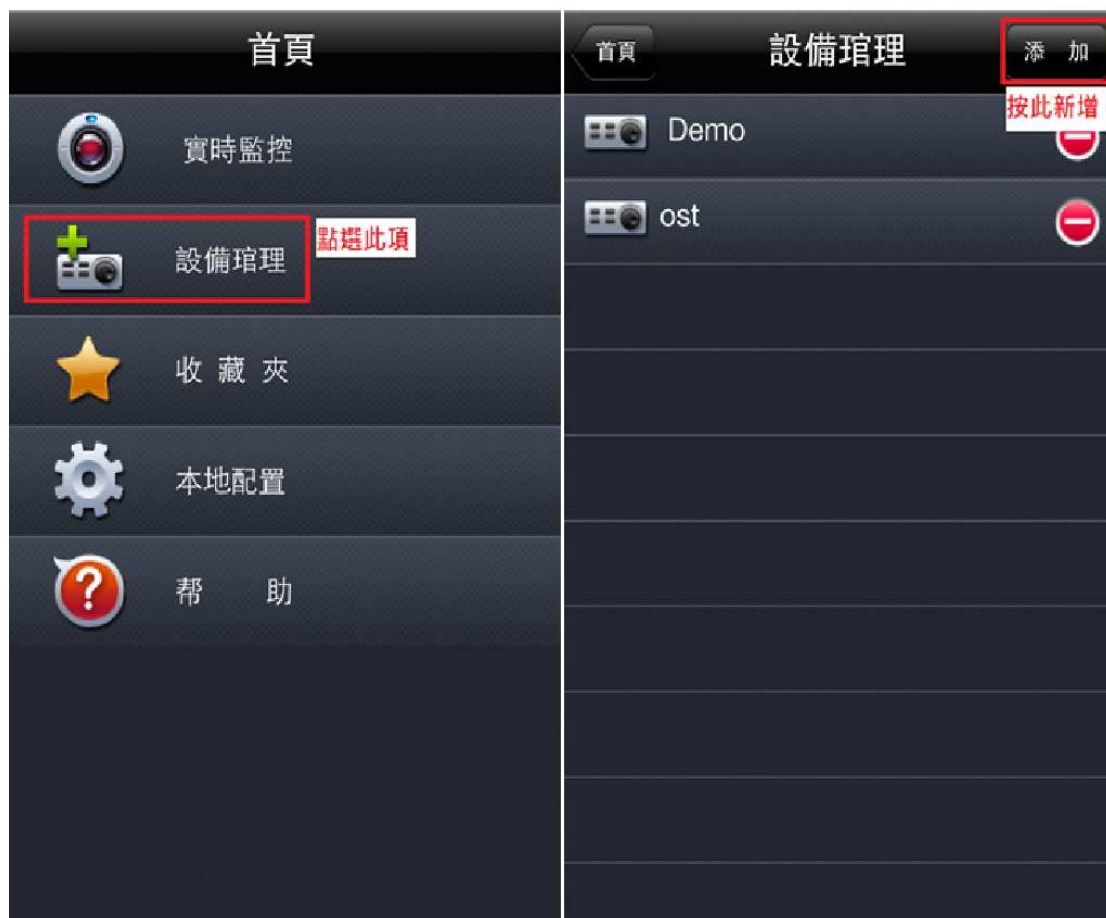 首頁
實時監控
設備琯理
點選此項
收 藏 夾
本地配置
帮 助
首頁
設備琯理
添 加
按此新增
Demo
ost